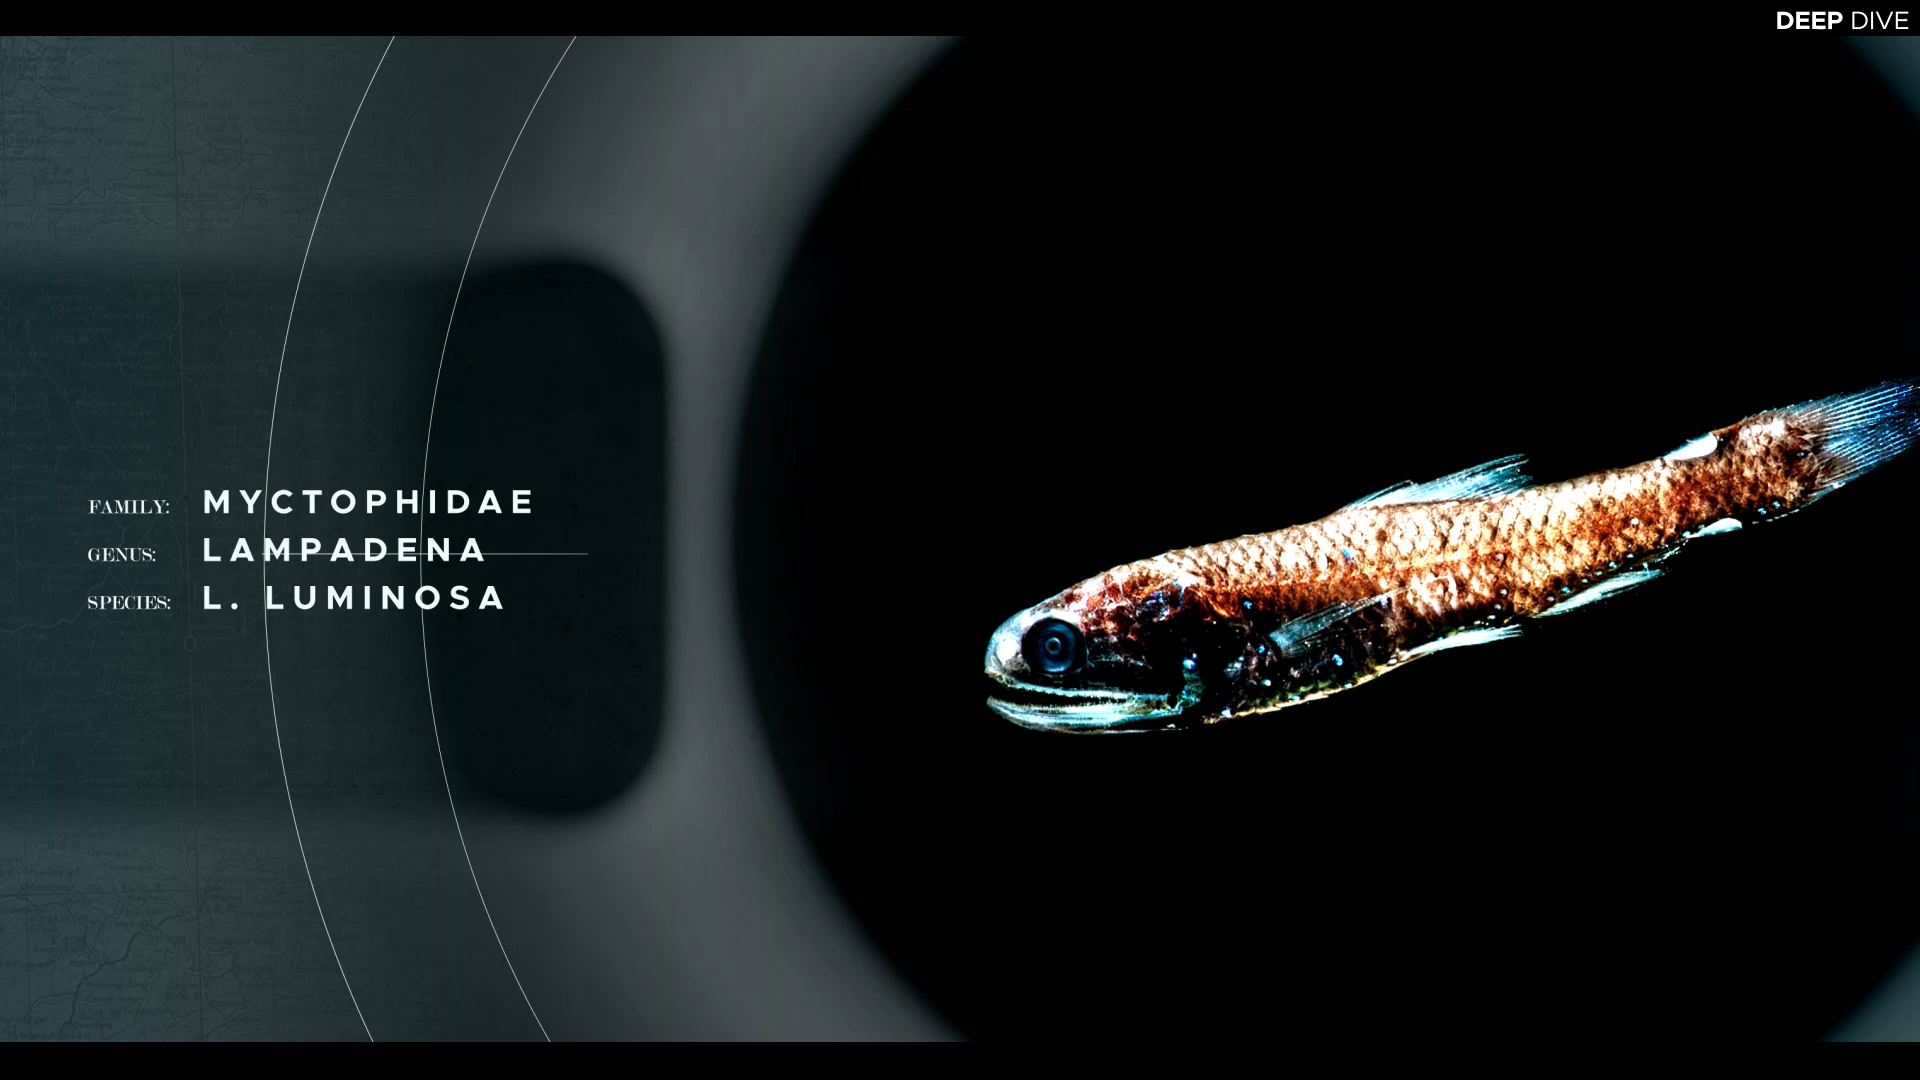 DEEP DIVE
FAMILY: MYCTOPHIDAE
GENUS: LAMPADENA
SPECIES: L. LUMINOSA